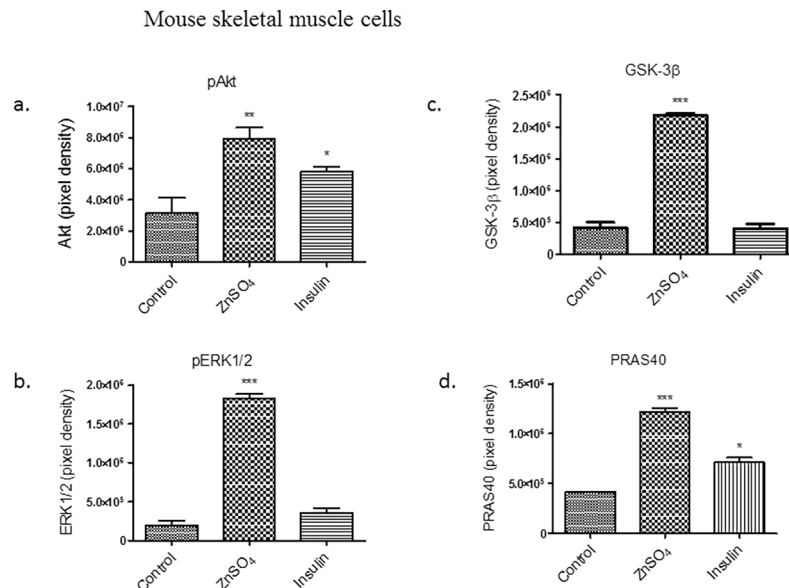 Mouse skeletal muscle cells
a.
pAkt
Akt (pixel density)
1.0×10⁷
8.0×10⁶
6.0×10⁶
4.0×10⁶
2.0×10⁶
0
**
*
Control
ZnSO₄
Insulin
c.
GSK-3β
GSK-3β (pixel density)
2.5×10⁶
2.0×10⁶
1.5×10⁶
1.0×10⁶
5.0×10⁵
0
***
Control
ZnSO₄
Insulin
b.
pERK1/2
ERK1/2 (pixel density)
2.0×10⁶
1.5×10⁶
1.0×10⁶
5.0×10⁵
0
***
Control
ZnSO₄
Insulin
d.
PRAS40
PRAS40 (pixel density)
1.5×10⁶
1.0×10⁶
5.0×10⁵
0
***
*
Control
ZnSO₄
Insulin